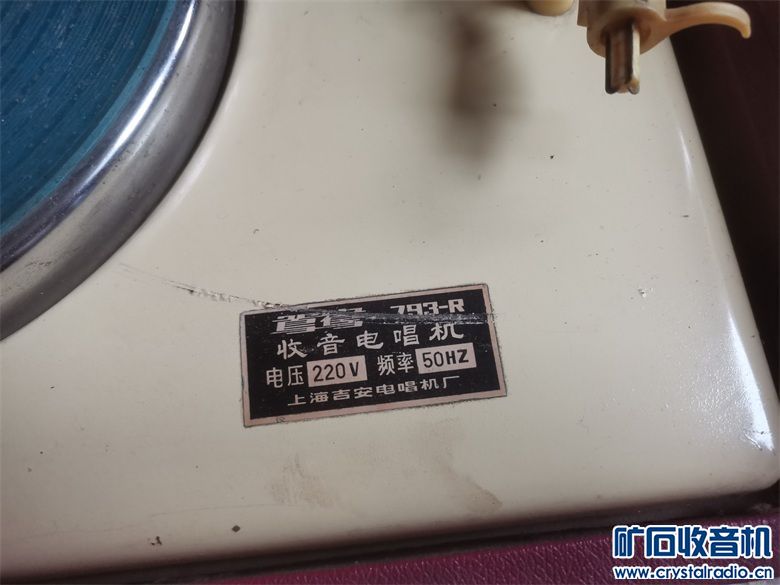 793-R
收音电唱机
电压 220V 频率 50HZ
上海吉安电唱机厂
矿石收音机
www.crystalradio.cn